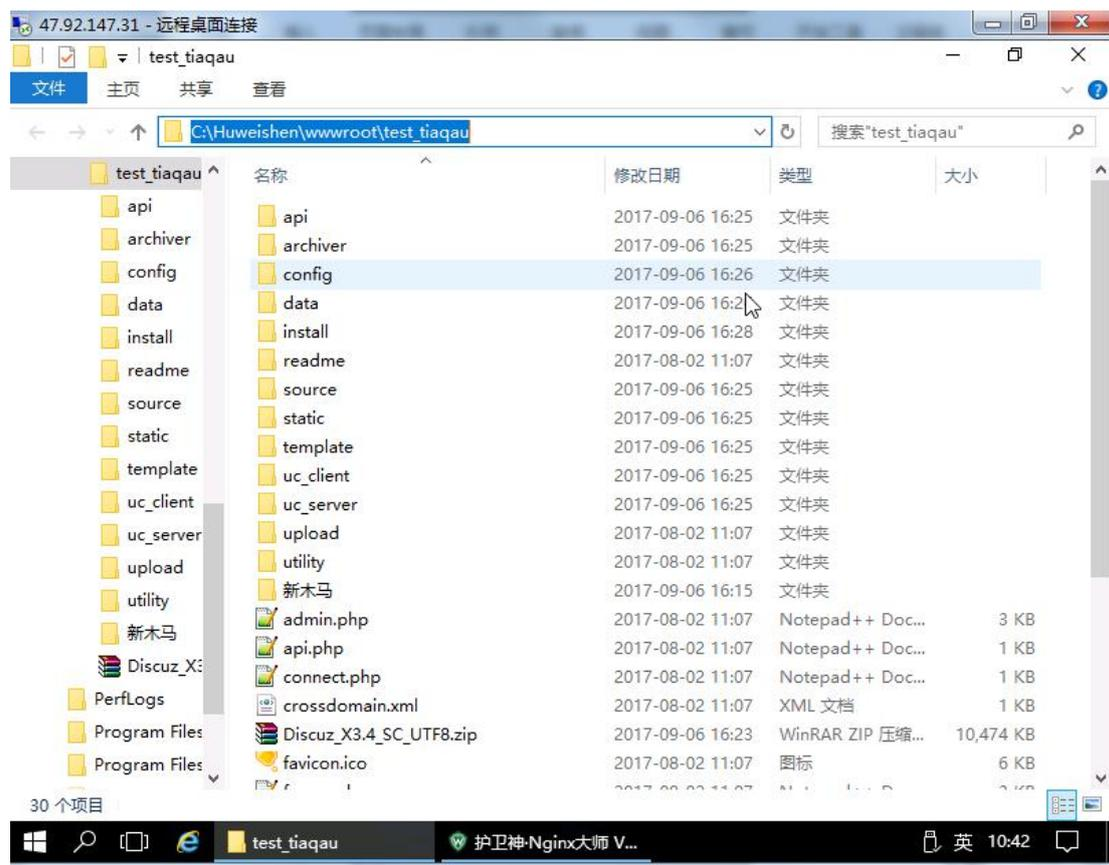 47.92.147.31 - 远程桌面连接
test_tiaqau
文件 主页 共享 查看
C:\Huweishen\wwwroot\test_tiaqau 搜索"test_tiaqau"
test_tiaqau
api
archiver
config
data
install
readme
source
static
template
uc_client
uc_server
upload
utility
新木马
Discuz_X3
PerfLogs
Program Files
Program Files
名称 修改日期 类型 大小
api 2017-09-06 16:25 文件夹
archiver 2017-09-06 16:25 文件夹
config 2017-09-06 16:26 文件夹
data 2017-09-06 16:2 文件夹
install 2017-09-06 16:28 文件夹
readme 2017-08-02 11:07 文件夹
source 2017-09-06 16:25 文件夹
static 2017-09-06 16:25 文件夹
template 2017-09-06 16:25 文件夹
uc_client 2017-09-06 16:25 文件夹
uc_server 2017-09-06 16:25 文件夹
upload 2017-08-02 11:07 文件夹
utility 2017-08-02 11:07 文件夹
新木马 2017-09-06 16:15 文件夹
admin.php 2017-08-02 11:07 Notepad++ Doc... 3 KB
api.php 2017-08-02 11:07 Notepad++ Doc... 1 KB
connect.php 2017-08-02 11:07 Notepad++ Doc... 1 KB
crossdomain.xml 2017-08-02 11:07 XML 文档 1 KB
Discuz_X3.4_SC_UTF8.zip 2017-09-06 16:23 WinRAR ZIP 压缩... 10,474 KB
favicon.ico 2017-08-02 11:07 图标 6 KB
30 个项目
test_tiaqau 护卫神·Nginx大师 V... 英 10:42